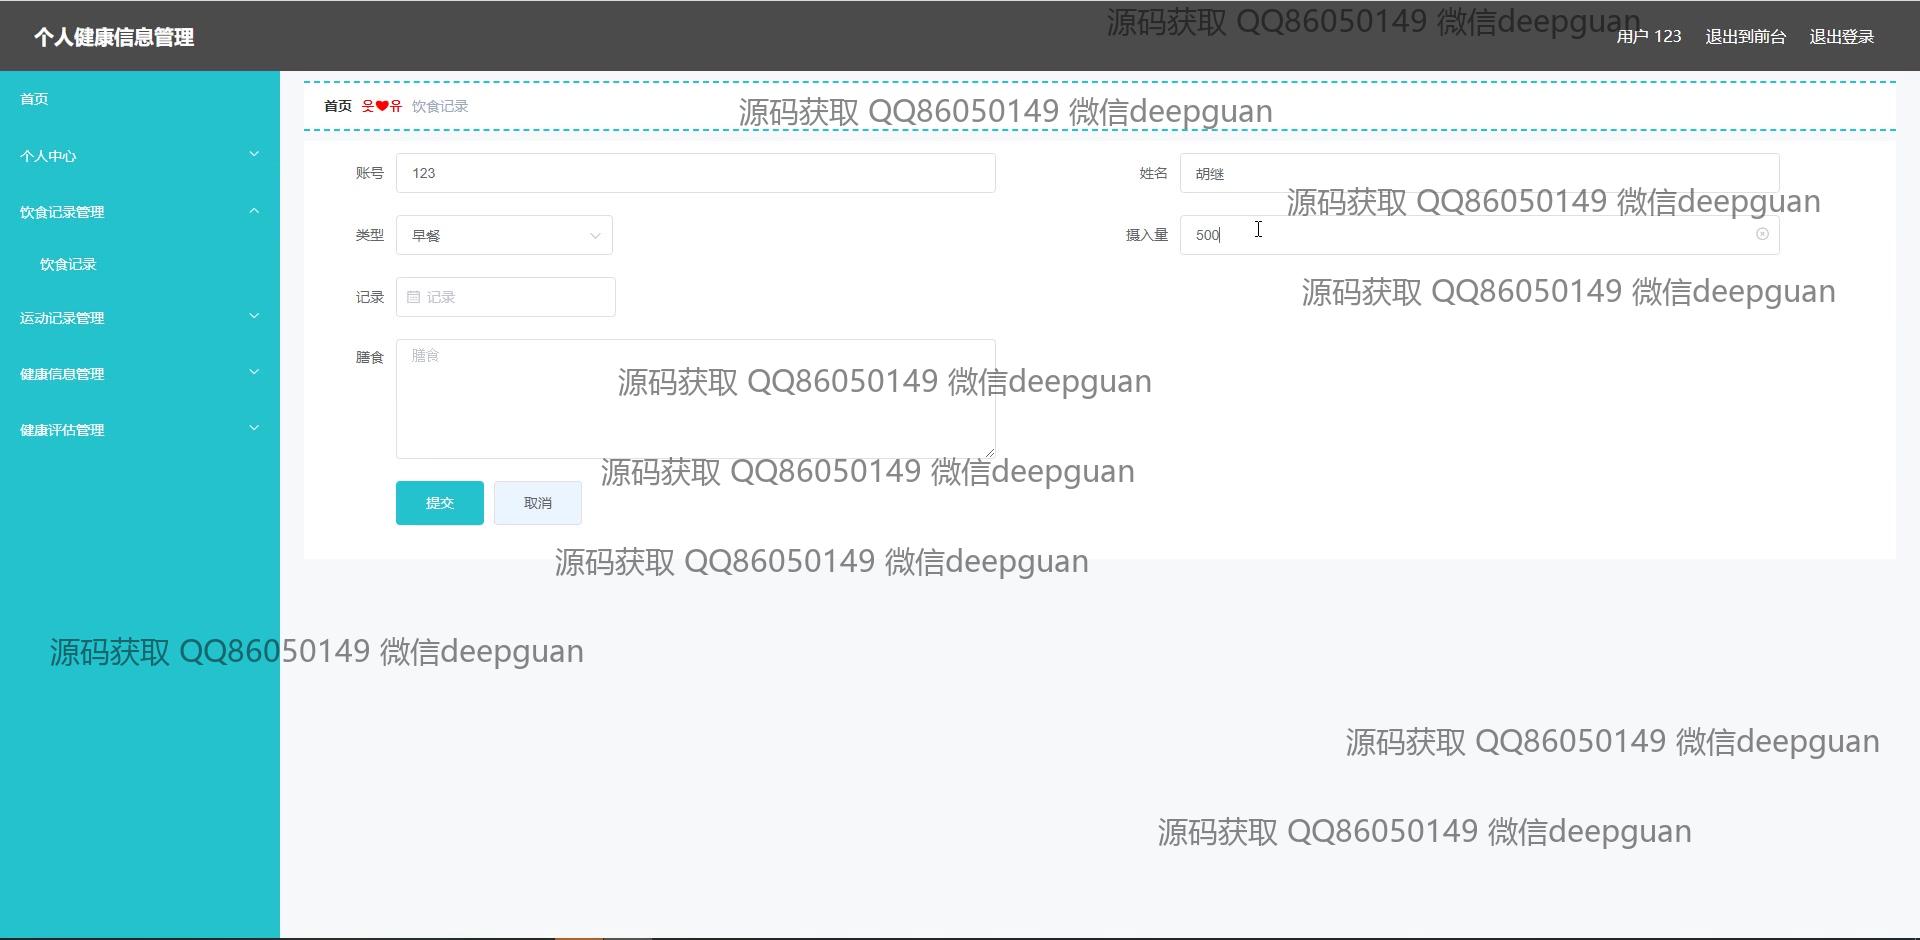 个人健康信息管理
源码获取 QQ86050149 微信deepguan
用户 123 退出到前台 退出登录
首页
个人中心
饮食记录管理
饮食记录
运动记录管理
健康信息管理
健康评估管理
首页 웃❤유 饮食记录
源码获取 QQ86050149 微信deepguan
账号 123
姓名 胡继
源码获取 QQ86050149 微信deepguan
类型 早餐
摄入量 500
记录 记录
源码获取 QQ86050149 微信deepguan
膳食 膳食
源码获取 QQ86050149 微信deepguan
源码获取 QQ86050149 微信deepguan
提交 取消
源码获取 QQ86050149 微信deepguan
源码获取 QQ86050149 微信deepguan
源码获取 QQ86050149 微信deepguan
源码获取 QQ86050149 微信deepguan